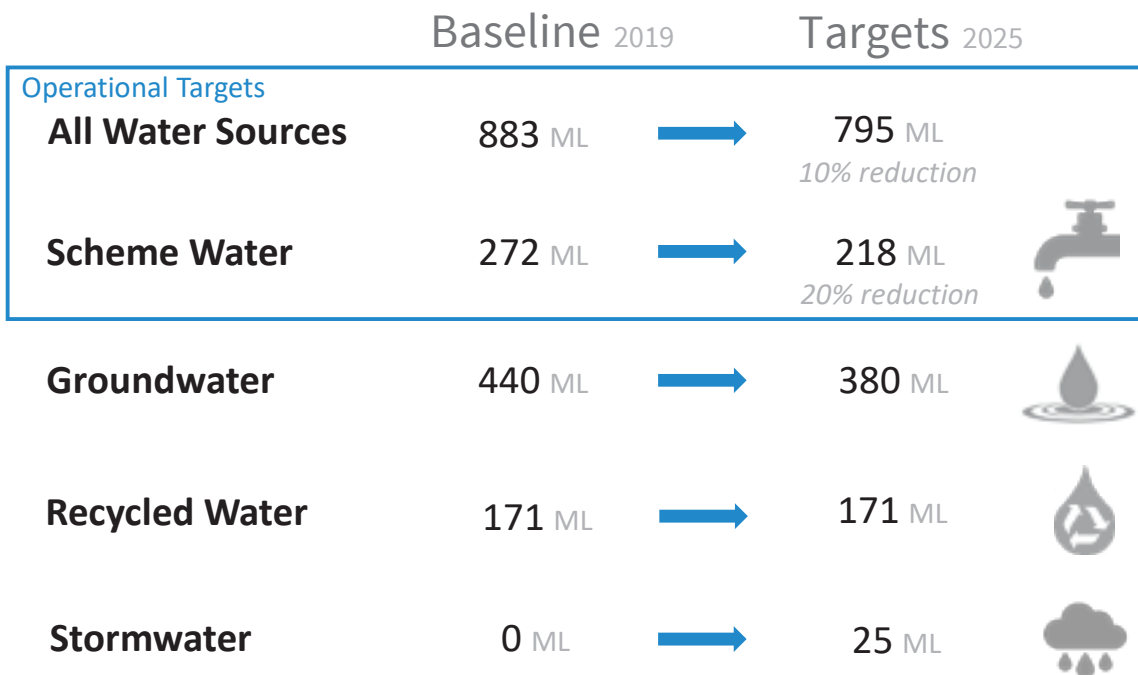 Baseline 2019 Targets 2025
Operational Targets
All Water Sources 883 ML 795 ML
10% reduction
Scheme Water 272 ML 218 ML
20% reduction
Groundwater 440 ML 380 ML
Recycled Water 171 ML 171 ML
Stormwater 0 ML 25 ML